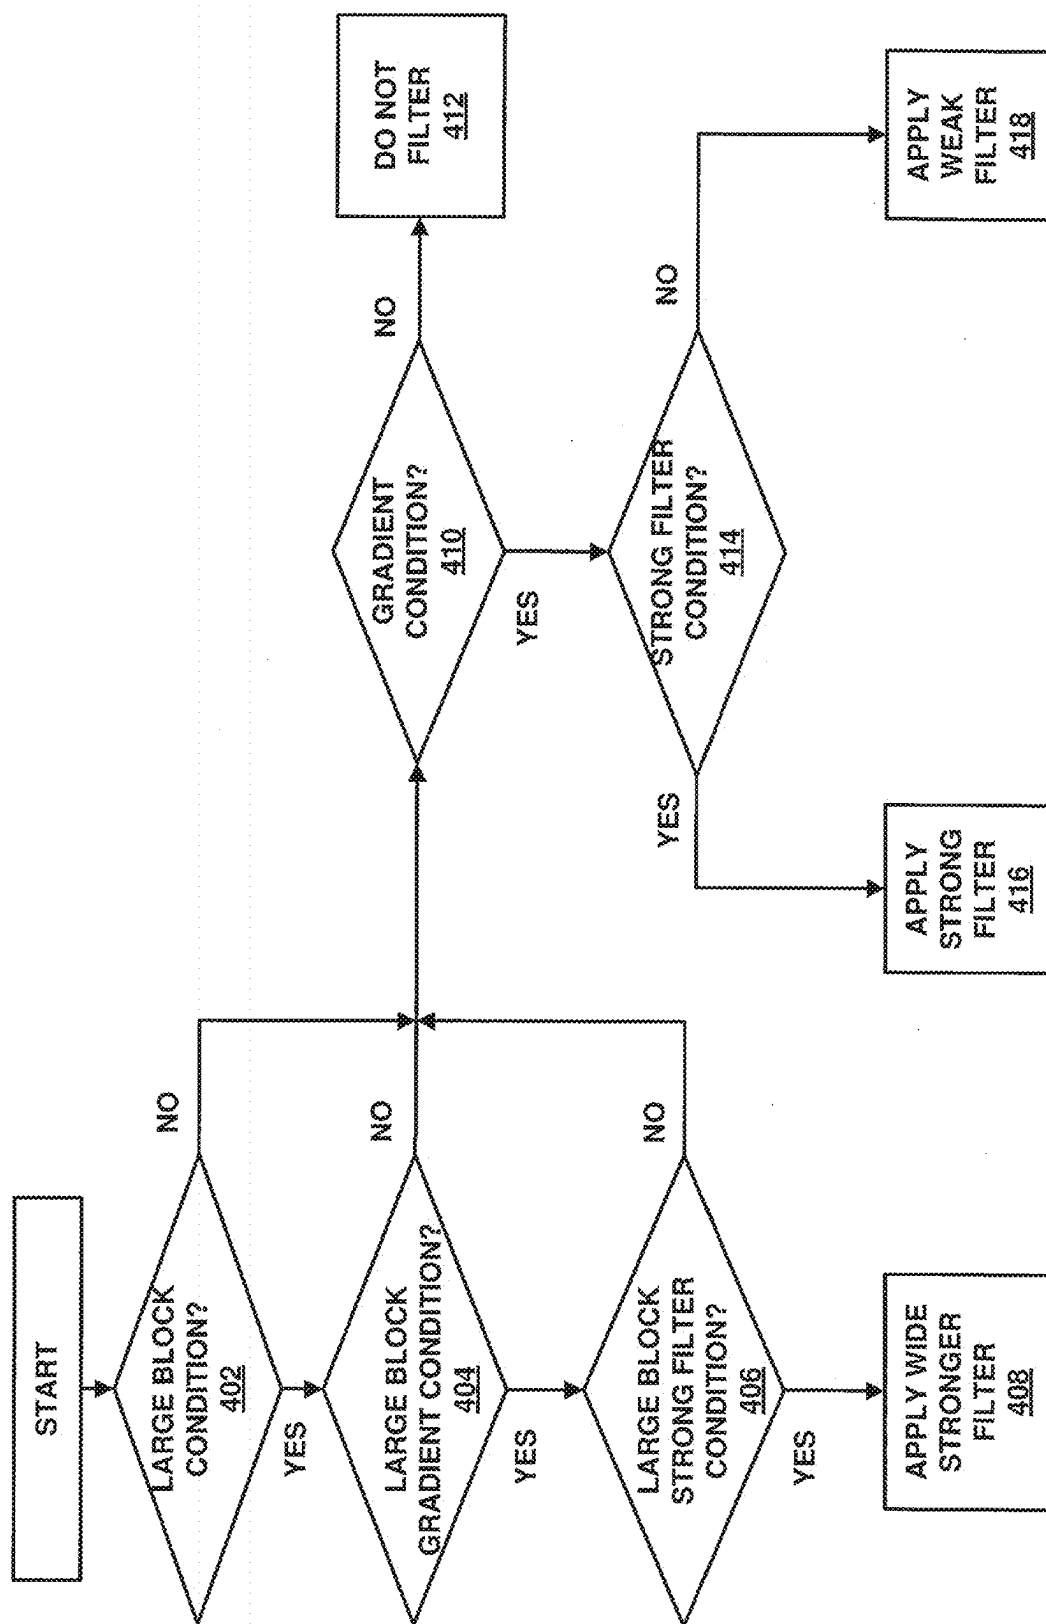 START
LARGE BLOCK
CONDITION?
402
NO
YES
LARGE BLOCK
GRADIENT CONDITION?
404
NO
YES
LARGE BLOCK
STRONG FILTER
CONDITION?
406
NO
YES
APPLY WIDE
STRONGER
FILTER
408
GRADIENT
CONDITION?
410
NO
YES
DO NOT
FILTER
412
STRONG FILTER
CONDITION?
414
YES
NO
APPLY
STRONG
FILTER
416
APPLY
WEAK
FILTER
418